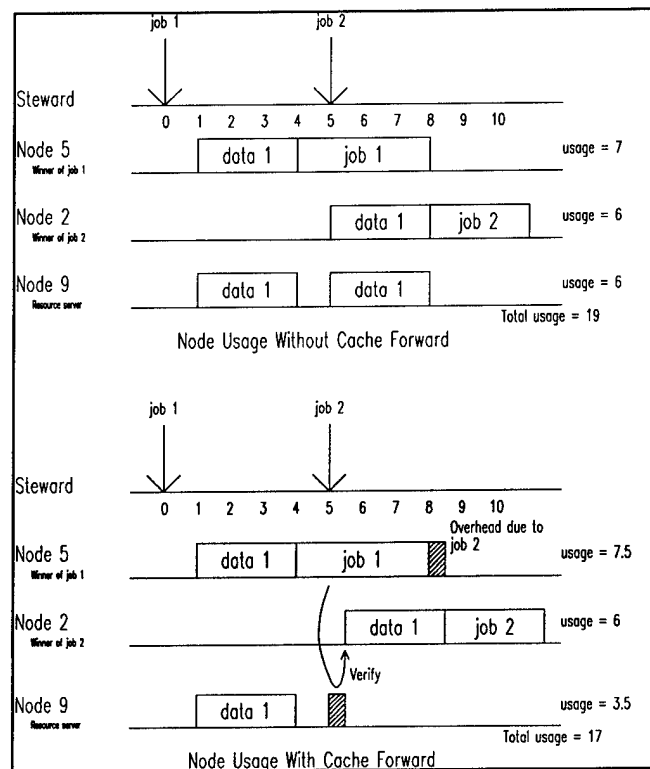 job 1 job 2
Steward
0 1 2 3 4 5 6 7 8 9 10
Node 5 data 1 job 1 usage = 7
Winner of job 1
Node 2 data 1 job 2 usage = 6
Winner of job 2
Node 9 data 1 data 1 usage = 6
Resource server
Total usage = 19
Node Usage Without Cache Forward
job 1 job 2
Steward
0 1 2 3 4 5 6 7 8 9 10
Overhead due to
job 2
Node 5 data 1 job 1 usage = 7.5
Winner of job 1
Node 2 data 1 job 2 usage = 6
Winner of job 2
Verify
Node 9 data 1 usage = 3.5
Resource server
Total usage = 17
Node Usage With Cache Forward